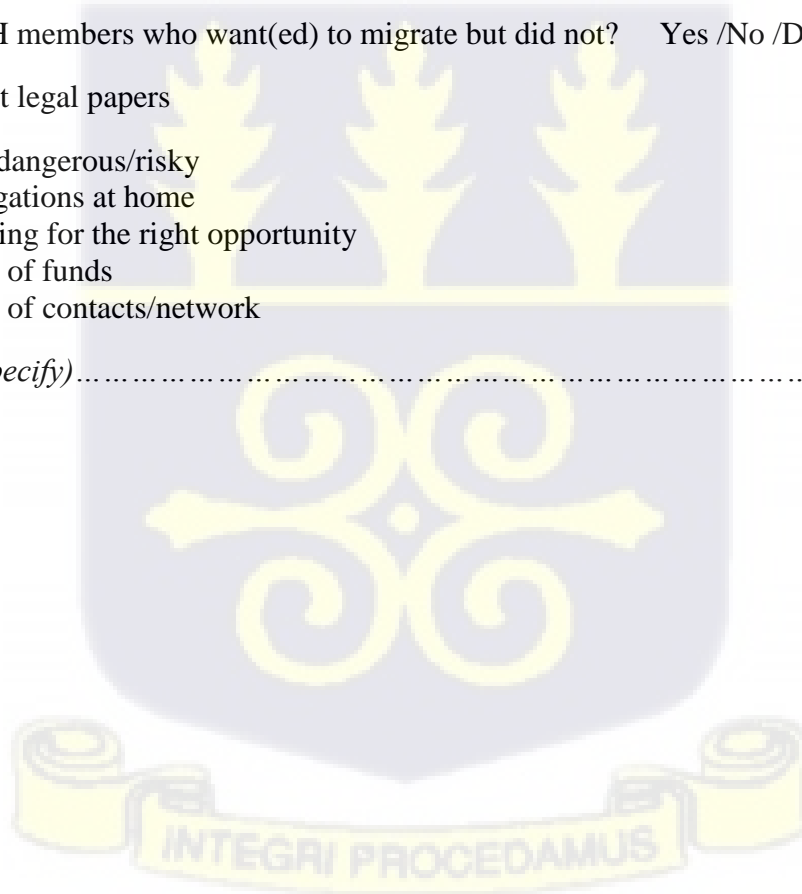 H members who want(ed) to migrate but did not? Yes /No /D
t legal papers
dangerous/risky
gations at home
ing for the right opportunity
of funds
of contacts/network
pecify)………………………………………………………………………
INTEGRI PROCEDAMUS